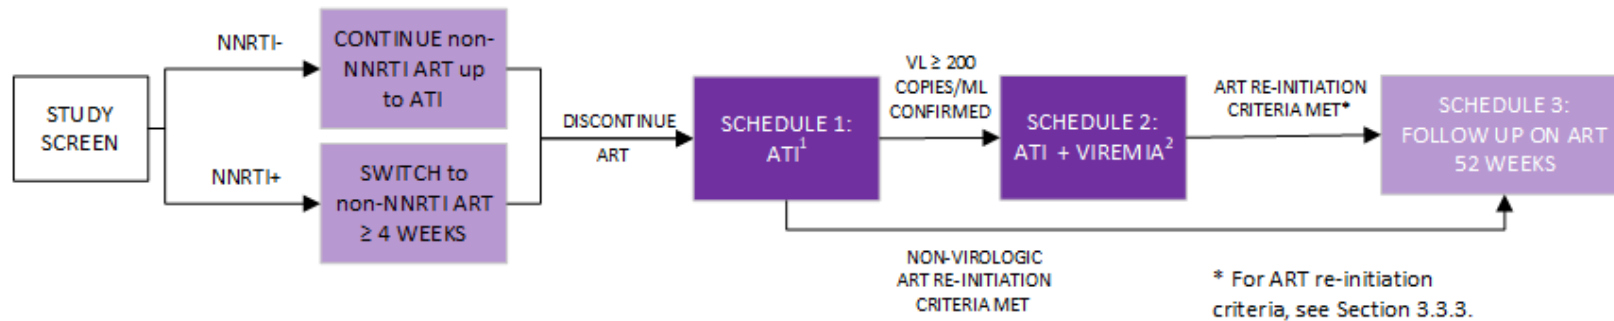 STUDY
SCREEN
NNRTI-
NNRTI+
CONTINUE non-
NNRTI ART up
to ATI
SWITCH to
non-NNRTI ART
≥ 4 WEEKS
DISCONTINUE
ART
SCHEDULE 1:
ATI1
VL ≥ 200
COPIES/ML
CONFIRMED
SCHEDULE 2:
ATI + VIREMIA2
ART RE-INITIATION
CRITERIA MET*
SCHEDULE 3:
FOLLOW UP ON ART
52 WEEKS
NON-VIROLOGIC
ART RE-INITIATION
CRITERIA MET
* For ART re-initiation
criteria, see Section 3.3.3.